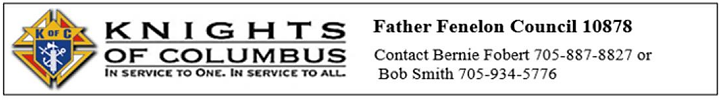 K OF C
KNIGHTS
OF COLUMBUS
IN SERVICE TO ONE. IN SERVICE TO ALL.
Father Fenelon Council 10878
Contact Bernie Fobert 705-887-8827 or
Bob Smith 705-934-5776